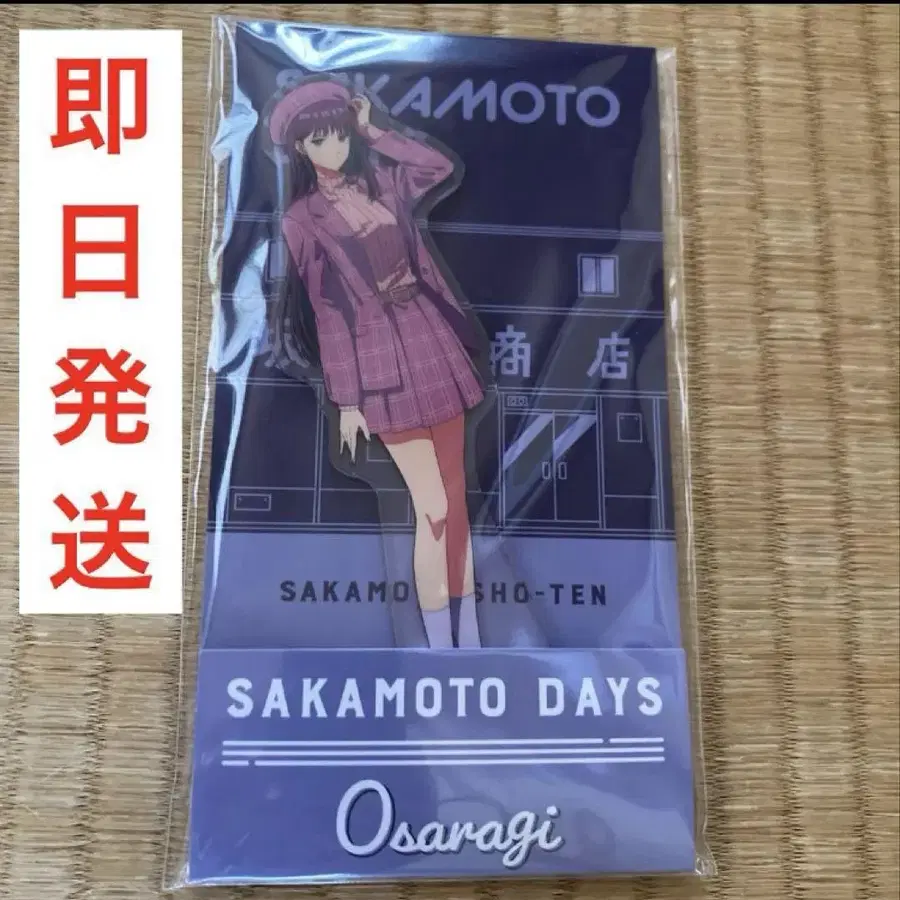 即日発送
SAKAMOTO
商店
SAKAMO SHO-TEN
SAKAMOTO DAYS
Osaragi